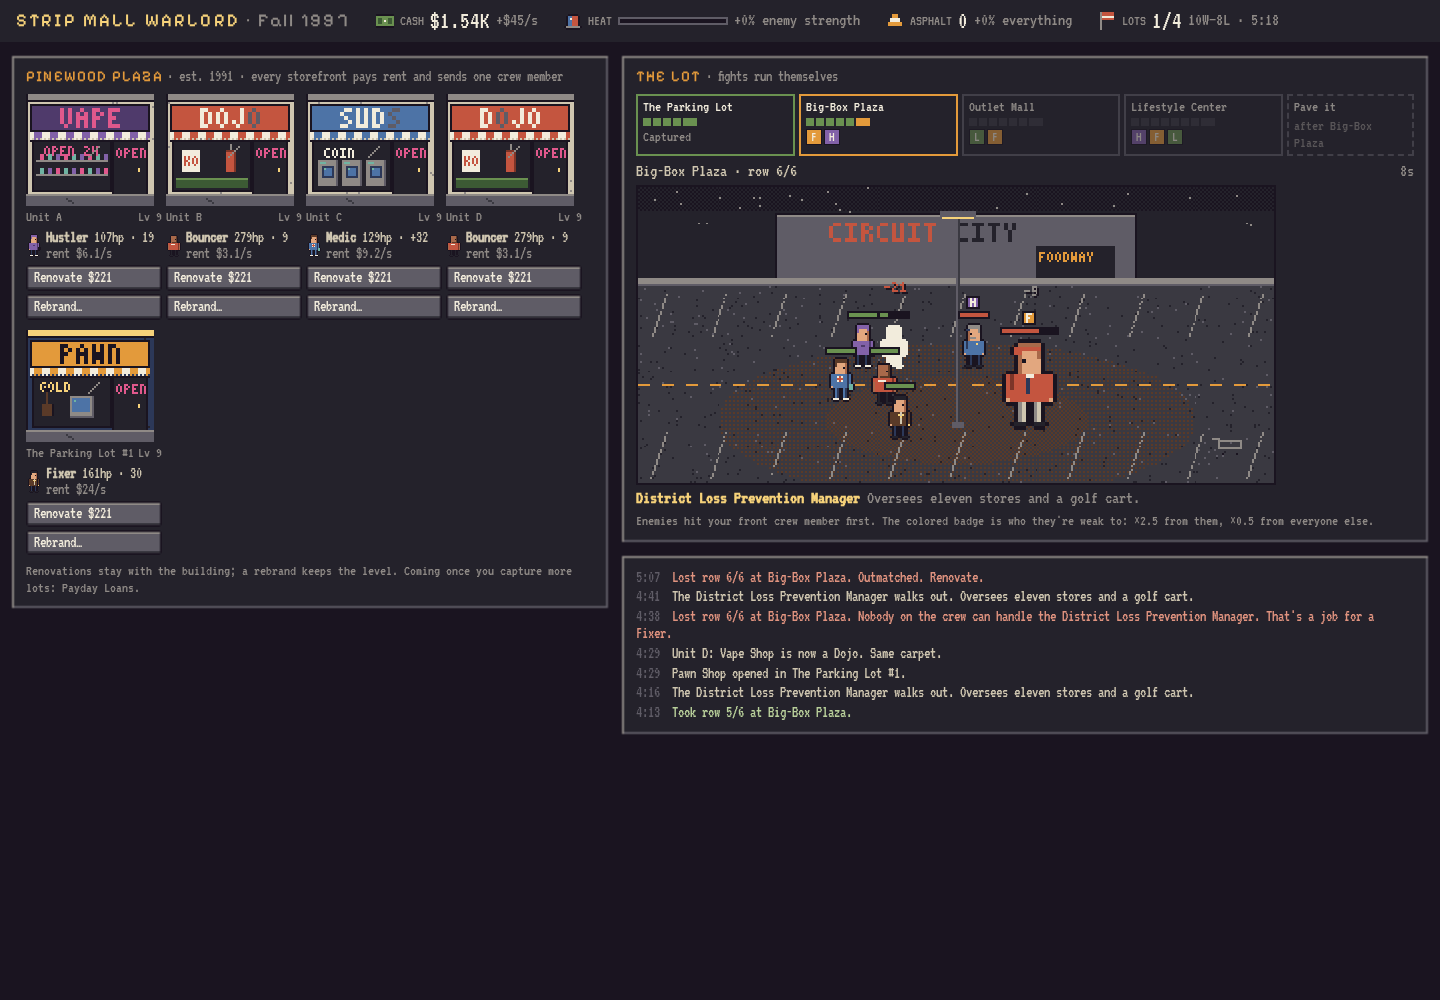 STRIP MALL WARLORD · Fall 1997
CASH $1.54K +$45/s
HEAT +0% enemy strength
ASPHALT 0 +0% everything
LOTS 1/4 10W-8L · 5:18
PINEWOOD PLAZA · est. 1991 · every storefront pays rent and sends one crew member
VAPE
OPEN
DOJO
KO
OPEN
SUDS
COIN
OPEN
DOJO
KO
OPEN
Unit A Lv 9
Unit B Lv 9
Unit C Lv 9
Unit D Lv 9
Hustler 107hp · 19
rent $6.1/s
Bouncer 279hp · 9
rent $3.1/s
Medic 129hp · +32
rent $9.2/s
Bouncer 279hp · 9
rent $3.1/s
Renovate $221
Renovate $221
Renovate $221
Renovate $221
Rebrand…
Rebrand…
Rebrand…
Rebrand…
PAWN
GOLD
OPEN
The Parking Lot #1 Lv 9
Fixer 161hp · 30
rent $24/s
Renovate $221
Rebrand…
Renovations stay with the building; a rebrand keeps the level. Coming once you capture more
lots: Payday Loans.
THE LOT · fights run themselves
The Parking Lot
Captured
Big-Box Plaza
F H
Outlet Mall
L F
Lifestyle Center
H F L
Pave it
after Big-Box
Plaza
Big-Box Plaza · row 6/6 8s
CIRCUIT CITY
FOODWAY
-21
H
-9
F
District Loss Prevention Manager Oversees eleven stores and a golf cart.
Enemies hit your front crew member first. The colored badge is who they're weak to: ×2.5 from them, ×0.5 from everyone else.
5:07 Lost row 6/6 at Big-Box Plaza. Outmatched. Renovate.
4:41 The District Loss Prevention Manager walks out. Oversees eleven stores and a golf cart.
4:38 Lost row 6/6 at Big-Box Plaza. Nobody on the crew can handle the District Loss Prevention Manager. That's a job for a
Fixer.
4:29 Unit D: Vape Shop is now a Dojo. Same carpet.
4:29 Pawn Shop opened in The Parking Lot #1.
4:16 The District Loss Prevention Manager walks out. Oversees eleven stores and a golf cart.
4:13 Took row 5/6 at Big-Box Plaza.